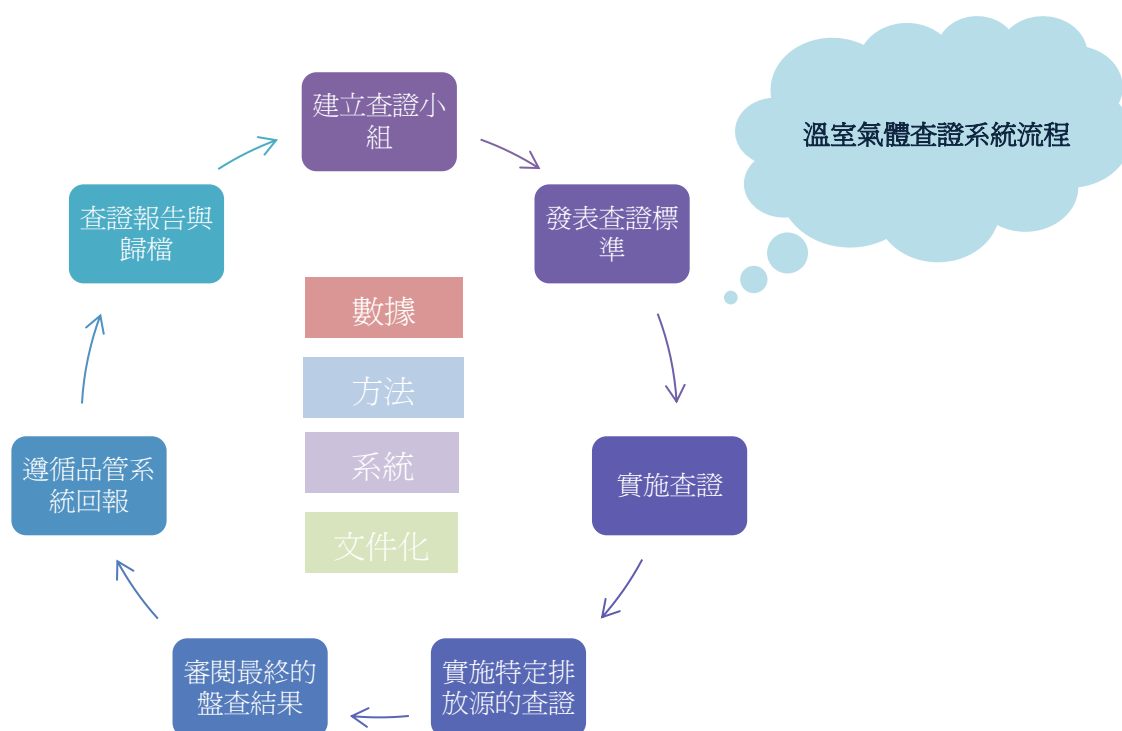 溫室氣體查證系統流程
建立查證小
組
發表查證標
準
實施查證
實施特定排
放源的查證
審閱最終的
盤查結果
遵循品管系
統回報
查證報告與
歸檔
數據
方法
系統
文件化